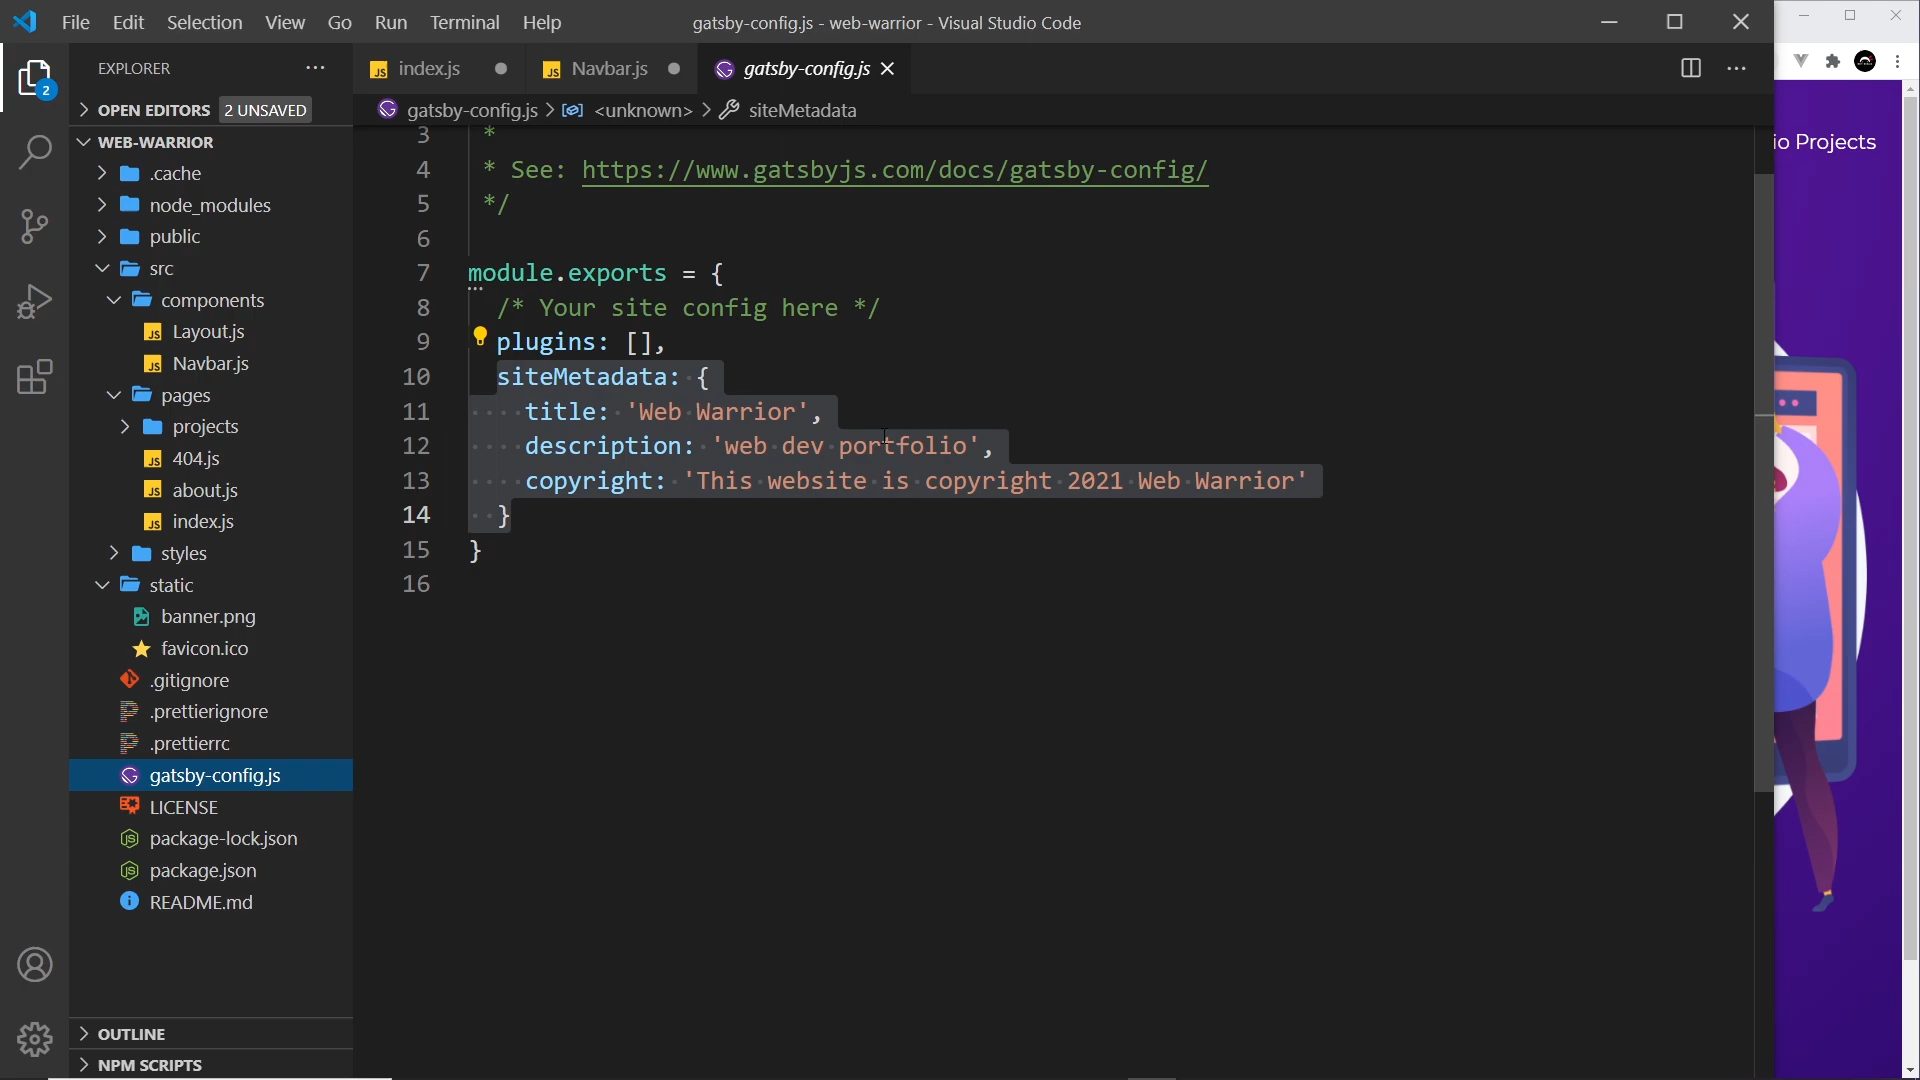 File Edit Selection View Go Run Terminal Help
gatsby-config.js - web-warrior - Visual Studio Code
EXPLORER
index.js
Navbar.js
gatsby-config.js
OPEN EDITORS 2 UNSAVED
gatsby-config.js > <unknown> > siteMetadata
WEB-WARRIOR
.cache
node_modules
public
src
components
Layout.js
Navbar.js
pages
projects
404.js
about.js
index.js
styles
static
banner.png
favicon.ico
.gitignore
.prettierignore
.prettierrc
gatsby-config.js
LICENSE
package-lock.json
package.json
README.md
OUTLINE
NPM SCRIPTS
2
3 *
4 * See: https://www.gatsbyjs.com/docs/gatsby-config/
5 */
6
7 module.exports = {
8 /* Your site config here */
9 plugins: [],
10 siteMetadata: {
11 title: 'Web Warrior',
12 description: 'web dev portfolio',
13 copyright: 'This website is copyright 2021 Web Warrior'
14 }
15 }
16
io Projects